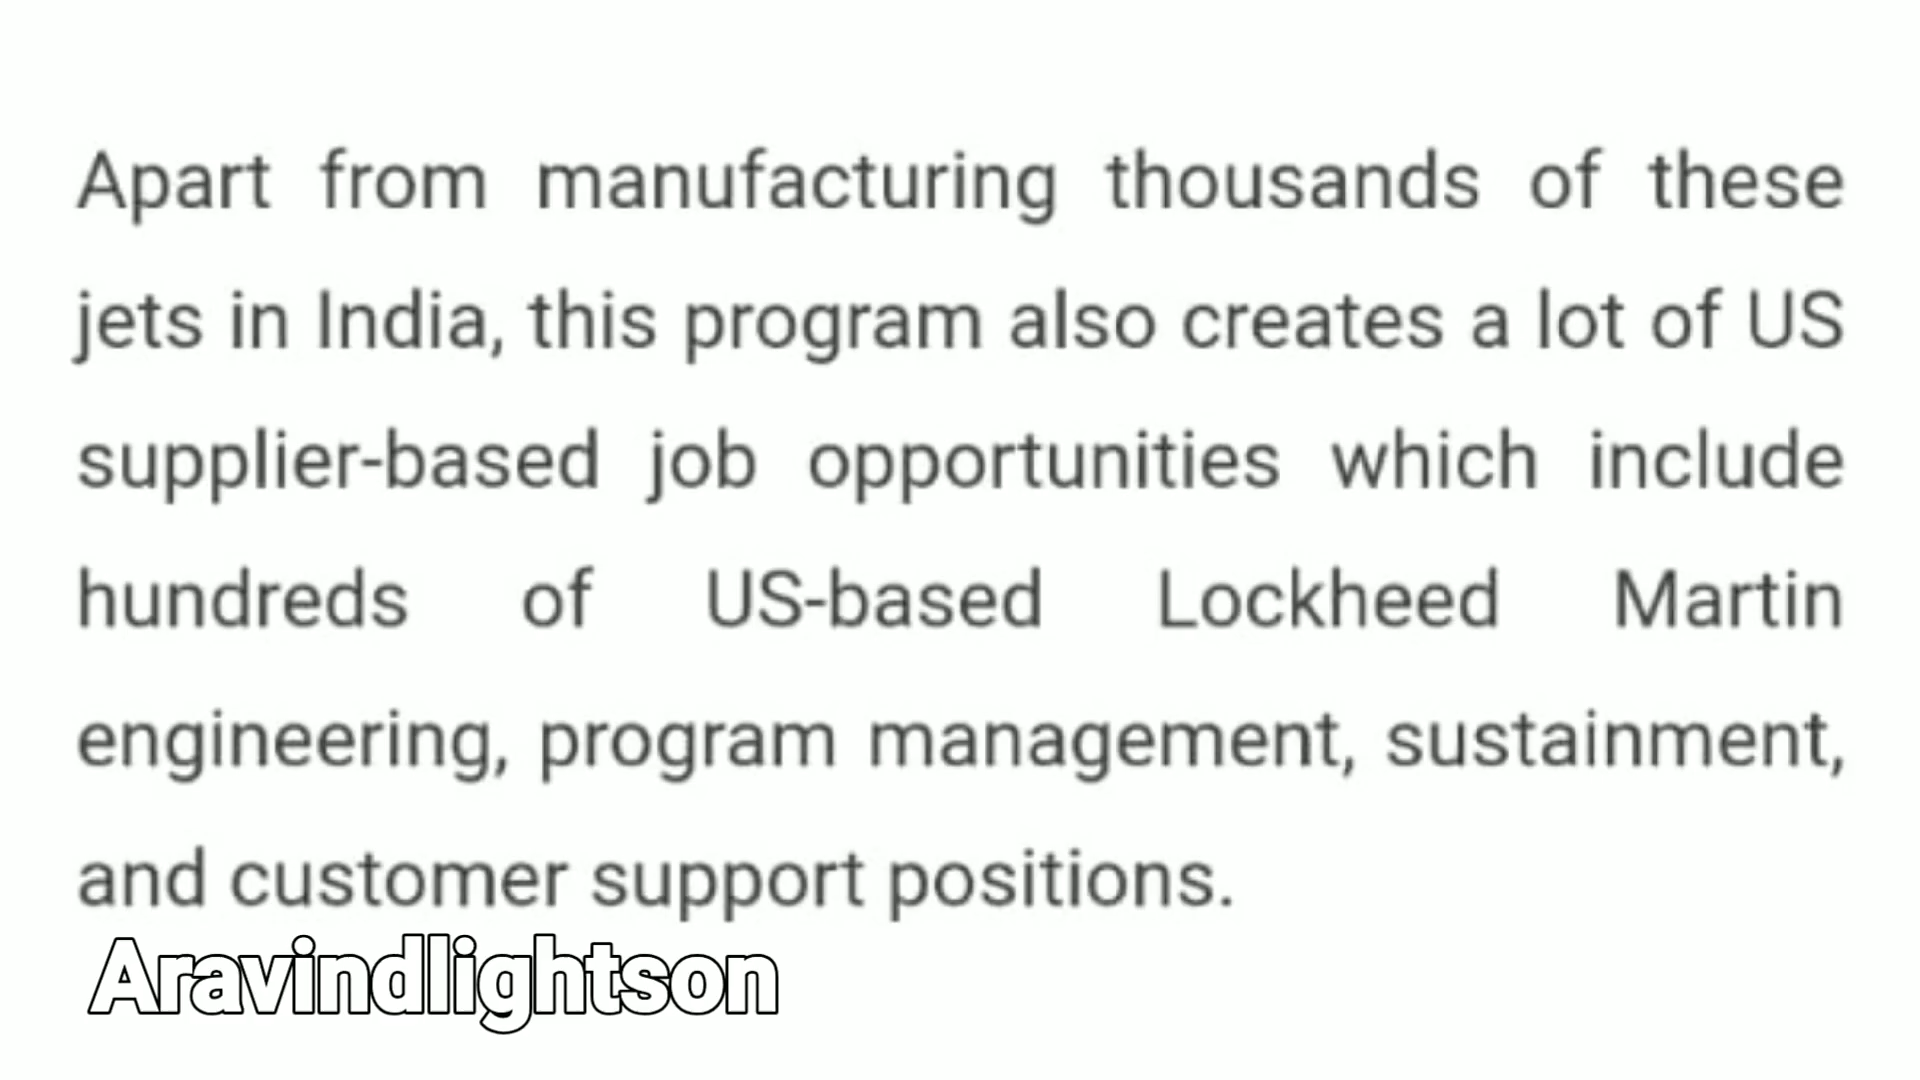 Apart from manufacturing thousands of these
jets in India, this program also creates a lot of US
supplier-based job opportunities which include
hundreds of US-based Lockheed Martin
engineering, program management, sustainment,
and customer support positions.
Aravindlightson